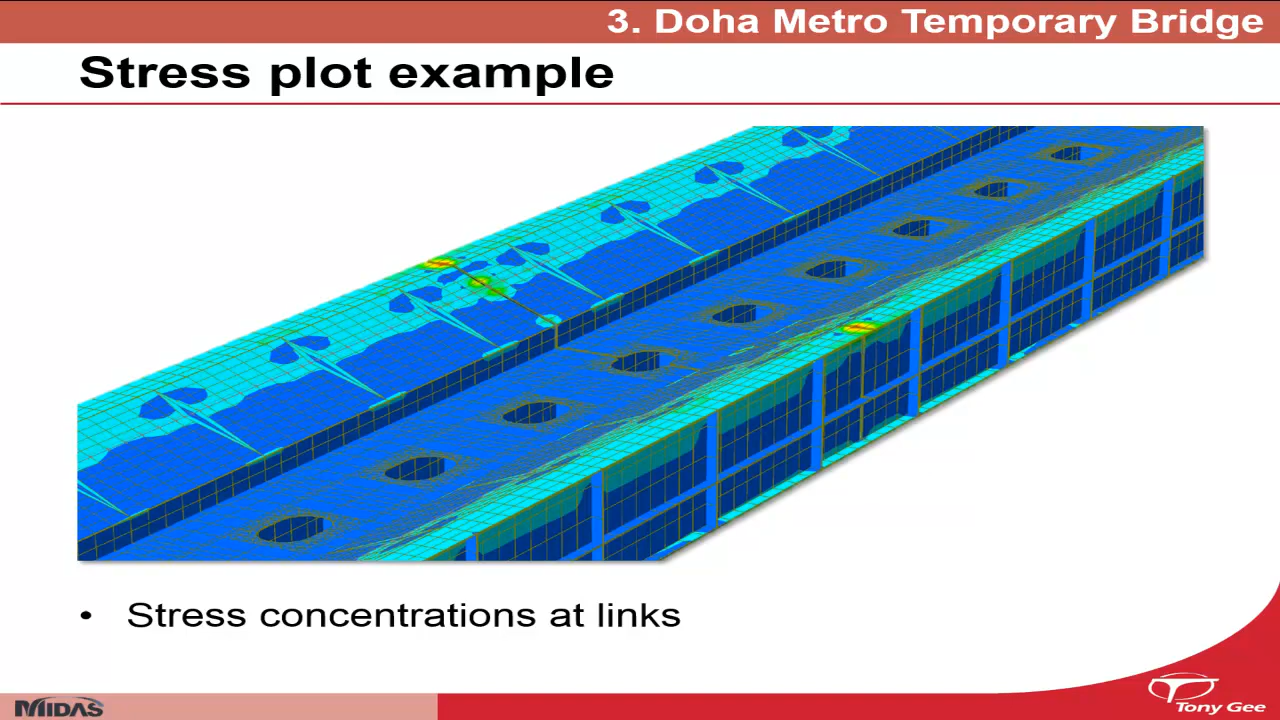 3. Doha Metro Temporary Bridge
Stress plot example
• Stress concentrations at links
MIDAS
Tony Gee